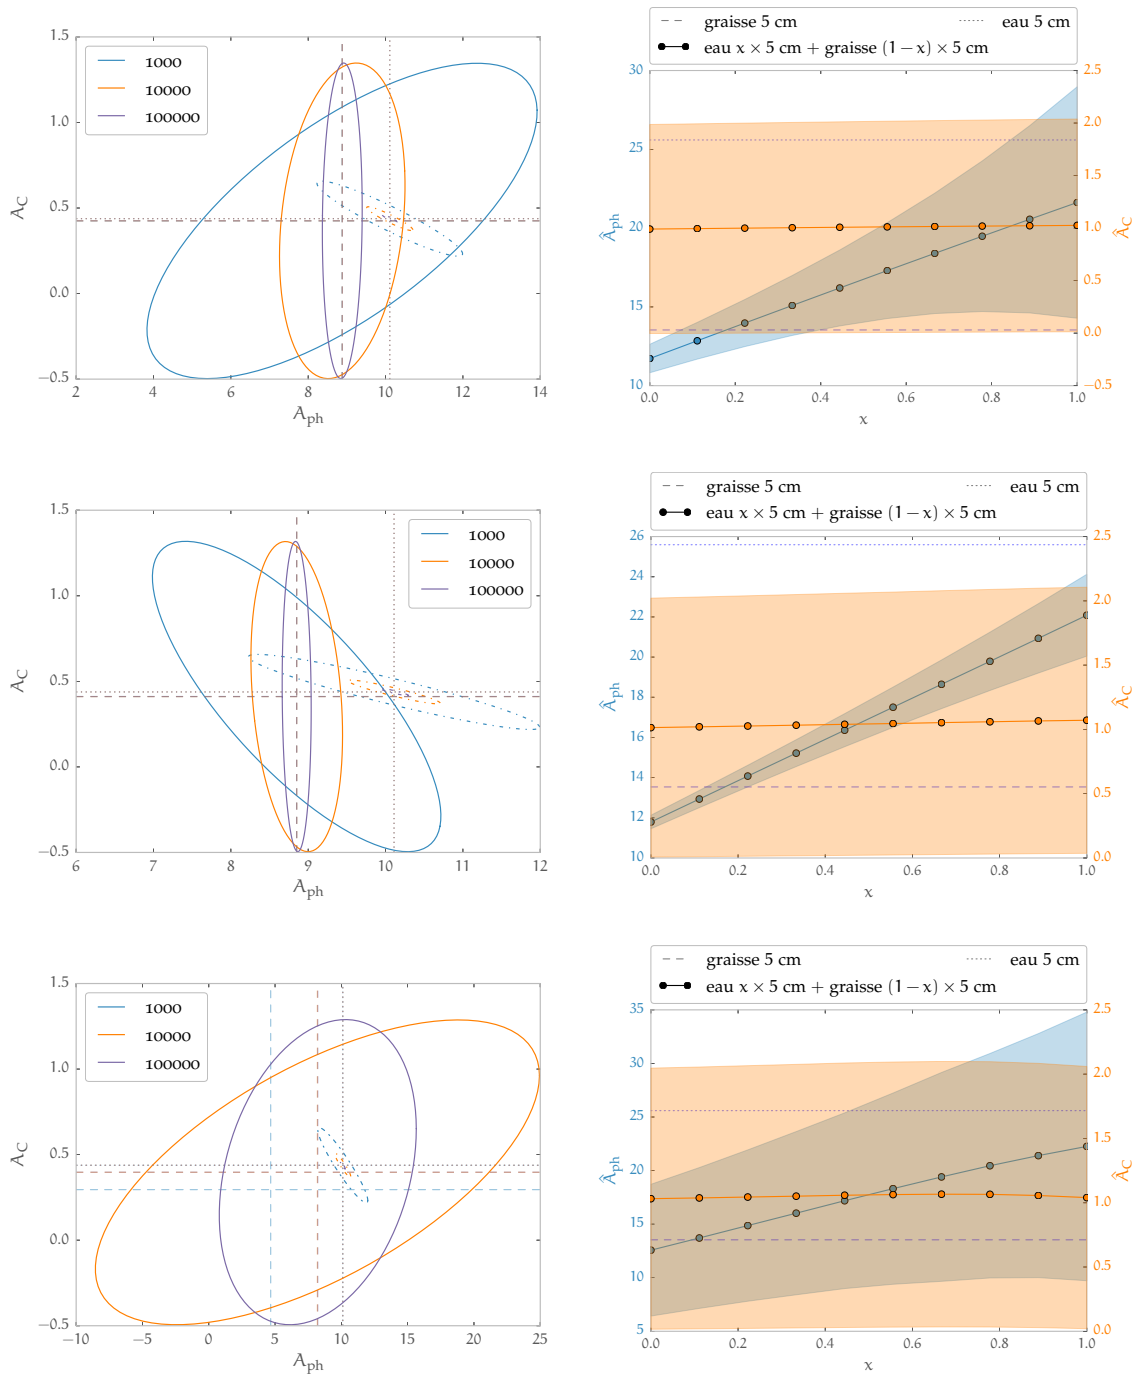 1.5
1.0
0.5
0.0
−0.5
A_C
1000
10000
100000
2 4 6 8 10 12 14
A_ph
graisse 5 cm eau 5 cm
eau x × 5 cm + graisse (1−x) × 5 cm
30
25
20
15
10
Â_ph
2.5
2.0
1.5
1.0
0.5
0.0
−0.5
Â_C
0.0 0.2 0.4 0.6 0.8 1.0
x
1.5
1.0
0.5
0.0
−0.5
A_C
1000
10000
100000
6 7 8 9 10 11 12
A_ph
graisse 5 cm eau 5 cm
eau x × 5 cm + graisse (1−x) × 5 cm
26
24
22
20
18
16
14
12
10
Â_ph
2.5
2.0
1.5
1.0
0.5
0.0
Â_C
0.0 0.2 0.4 0.6 0.8 1.0
x
1.5
1.0
0.5
0.0
−0.5
A_C
1000
10000
100000
−10 −5 0 5 10 15 20 25
A_ph
graisse 5 cm eau 5 cm
eau x × 5 cm + graisse (1−x) × 5 cm
35
30
25
20
15
10
5
Â_ph
2.5
2.0
1.5
1.0
0.5
0.0
Â_C
0.0 0.2 0.4 0.6 0.8 1.0
x